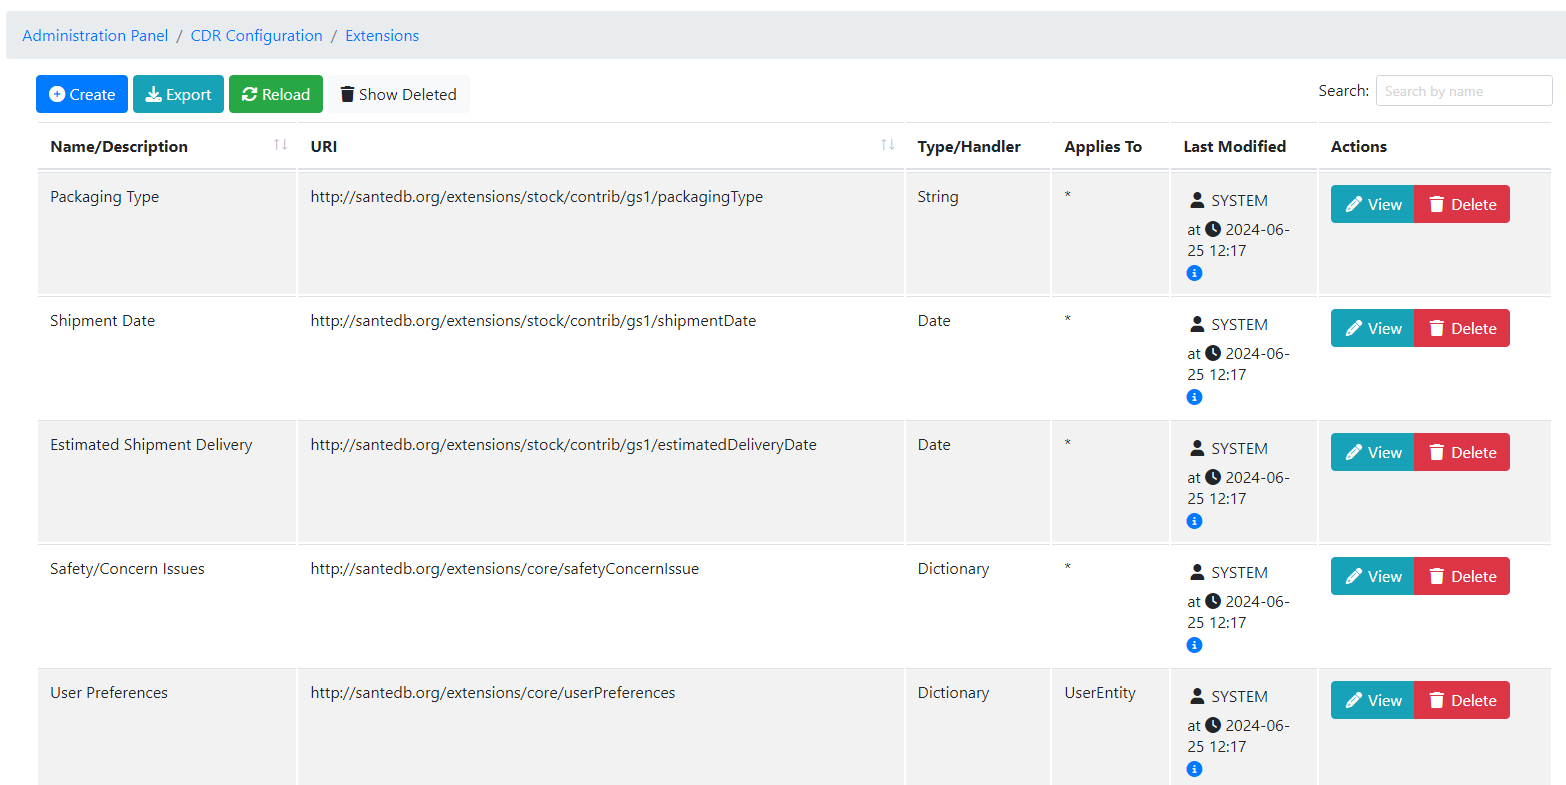 Administration Panel / CDR Configuration / Extensions
Create Export Reload Show Deleted Search: Search by name
Name/Description URI Type/Handler Applies To Last Modified Actions
Packaging Type http://santedb.org/extensions/stock/contrib/gs1/packagingType String * SYSTEM View Delete
at 2024-06-
25 12:17
Shipment Date http://santedb.org/extensions/stock/contrib/gs1/shipmentDate Date * SYSTEM View Delete
at 2024-06-
25 12:17
Estimated Shipment Delivery http://santedb.org/extensions/stock/contrib/gs1/estimatedDeliveryDate Date * SYSTEM View Delete
at 2024-06-
25 12:17
Safety/Concern Issues http://santedb.org/extensions/core/safetyConcernIssue Dictionary * SYSTEM View Delete
at 2024-06-
25 12:17
User Preferences http://santedb.org/extensions/core/userPreferences Dictionary UserEntity SYSTEM View Delete
at 2024-06-
25 12:17